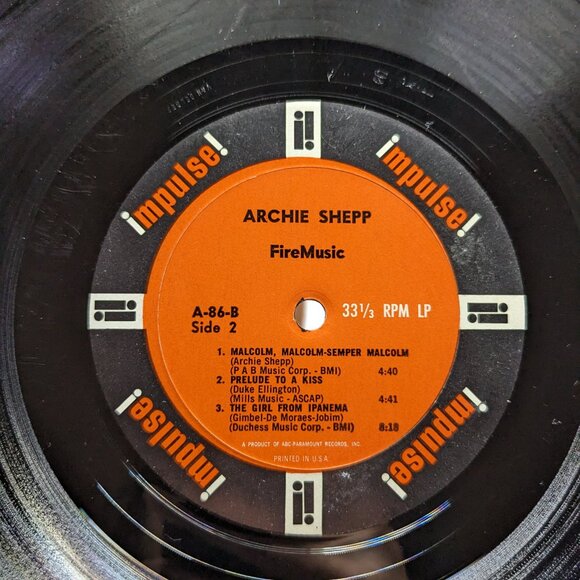 impulse!
impulse!
ARCHIE SHEPP
FireMusic
A-86-B
Side 2
33⅓ RPM LP
1. MALCOLM, MALCOLM-SEMPER MALCOLM
(Archie Shepp)
(P A B Music Corp. - BMI) 4:40
2. PRELUDE TO A KISS
(Duke Ellington)
(Mills Music - ASCAP) 4:41
3. THE GIRL FROM IPANEMA
(Gimbel-De Moraes-Jobim)
(Duchess Music Corp. - BMI) 8:18
A PRODUCT OF ABC-PARAMOUNT RECORDS, INC.
PRINTED IN U.S.A.
impulse!
impulse!